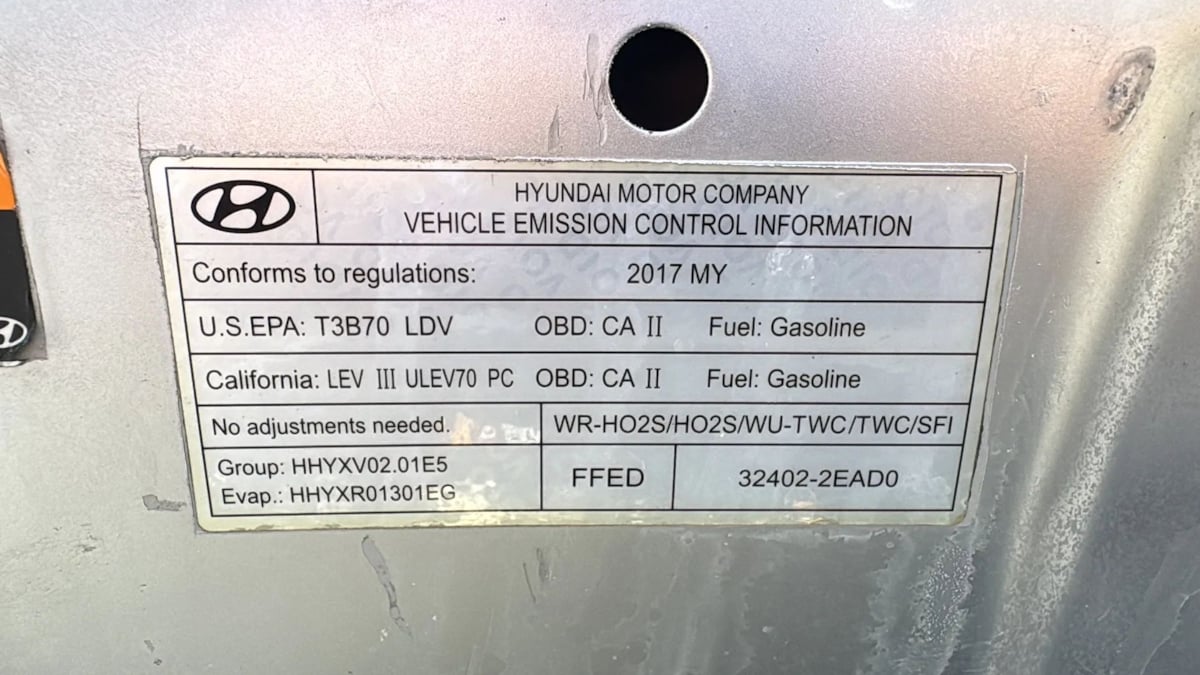 HYUNDAI MOTOR COMPANY
VEHICLE EMISSION CONTROL INFORMATION
Conforms to regulations: 2017 MY
U.S.EPA: T3B70 LDV OBD: CA II Fuel: Gasoline
California: LEV III ULEV70 PC OBD: CA II Fuel: Gasoline
No adjustments needed. WR-HO2S/HO2S/WU-TWC/TWC/SFI
Group: HHYXV02.01E5
Evap.: HHYXR01301EG
FFED
32402-2EAD0